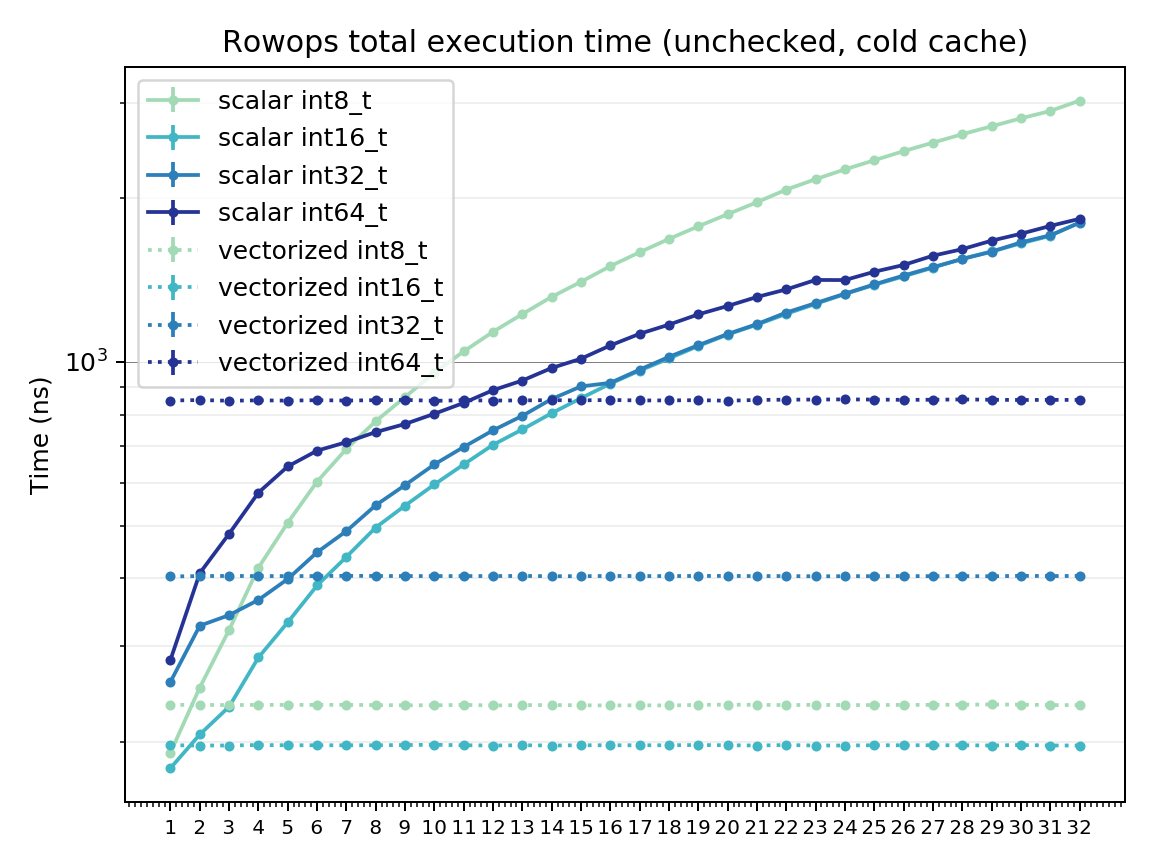 Rowops total execution time (unchecked, cold cache)
scalar int8_t
scalar int16_t
scalar int32_t
scalar int64_t
vectorized int8_t
vectorized int16_t
vectorized int32_t
vectorized int64_t
10³
Time (ns)
1 2 3 4 5 6 7 8 9 10 11 12 13 14 15 16 17 18 19 20 21 22 23 24 25 26 27 28 29 30 31 32